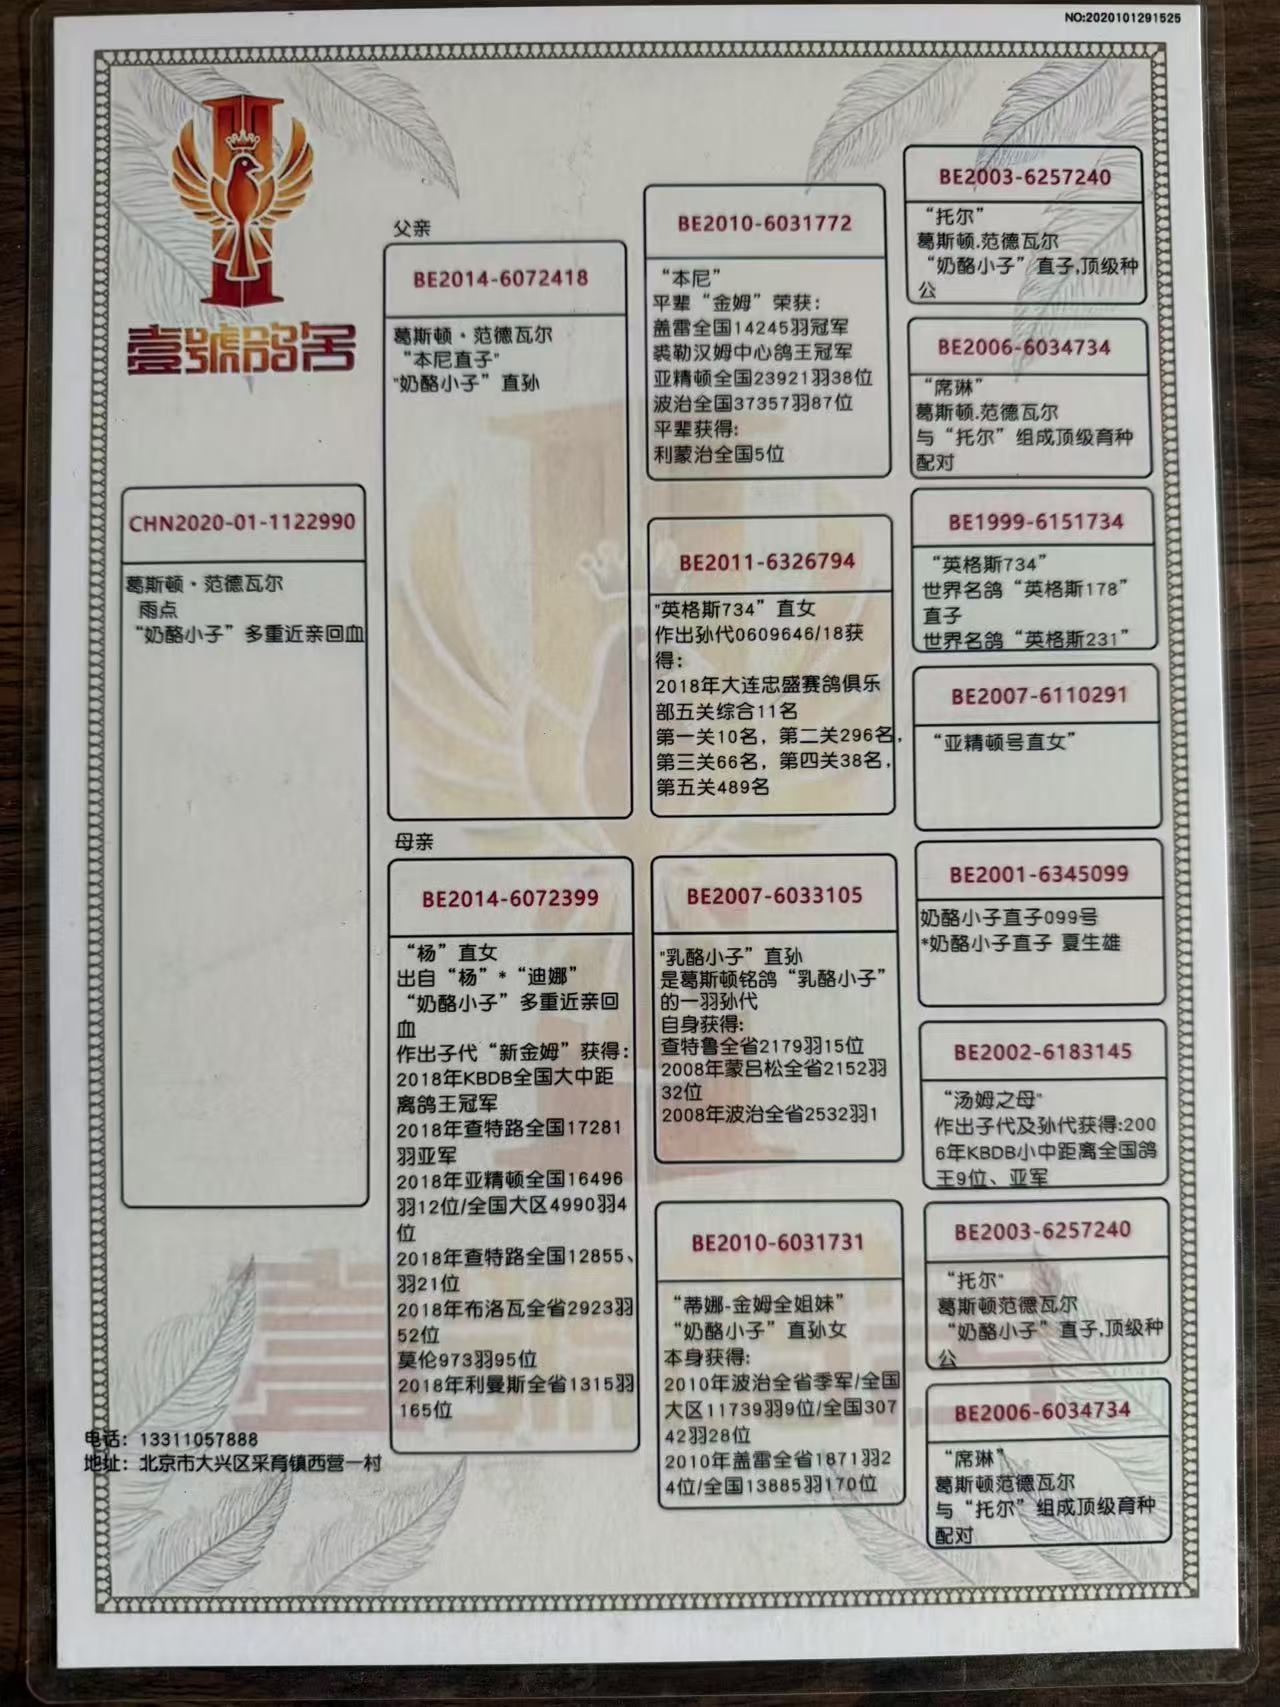 NO:2020101291525
壹號鸽舍
CHN2020-01-1122990
葛斯顿·范德瓦尔
雨点
“奶酪小子”多重近亲回血
父亲
BE2014-6072418
葛斯顿·范德瓦尔
“本尼直子"
"奶酪小子”直孙
母亲
BE2014-6072399
“杨”直女
出自“杨”*“迪娜”
“奶酪小子”多重近亲回
血
作出子代“新金姆”获得：
2018年KBDB全国大中距
离鸽王冠军
2018年查特路全国17281
羽亚军
2018年亚精顿全国16496
羽12位/全国大区4990羽4
位
2018年查特路全国12855、
羽21位
2018年布洛瓦全省2923羽
52位
莫伦973羽95位
2018年利曼斯全省1315羽
165位
BE2010-6031772
“本尼”
平辈“金姆”荣获：
盖雷全国14245羽冠军
裘勒汉姆中心鸽王冠军
亚精顿全国23921羽38位
波治全国37357羽87位
平辈获得:
利蒙治全国5位
BE2011-6326794
"英格斯734”直女
作出孙代0609646/18获
得：
2018年大连忠盛赛鸽俱乐
部五关综合11名
第一关10名，第二关296名，
第三关66名，第四关38名，
第五关489名
BE2007-6033105
"乳酪小子”直孙
是葛斯顿铭鸽“乳酪小子”
的一羽孙代
自身获得:
查特鲁全省2179羽15位
2008年蒙吕松全省2152羽
32位
2008年波治全省2532羽1
BE2010-6031731
“蒂娜-金姆全姐妹”
“奶酪小子”直孙女
本身获得:
2010年波治全省季军/全国
大区11739羽9位/全国307
42羽28位
2010年盖雷全省1871羽2
4位/全国13885羽170位
BE2003-6257240
“托尔”
葛斯顿.范德瓦尔
“奶酪小子”直子,顶级种
公
BE2006-6034734
“席琳”
葛斯顿.范德瓦尔
与“托尔”组成顶级育种
配对
BE1999-6151734
“英格斯734”
世界名鸽“英格斯178”
直子
世界名鸽“英格斯231”
BE2007-6110291
“亚精顿号直女”
BE2001-6345099
奶酪小子直子099号
*奶酪小子直子 夏生雄
BE2002-6183145
“汤姆之母"
作出子代及孙代获得:200
6年KBDB小中距离全国鸽
王9位、亚军
BE2003-6257240
“托尔"
葛斯顿范德瓦尔
“奶酪小子”直子,顶级种
公
BE2006-6034734
“席琳”
葛斯顿范德瓦尔
与“托尔”组成顶级育种
配对
电话：13311057888
地址：北京市大兴区采育镇西营一村